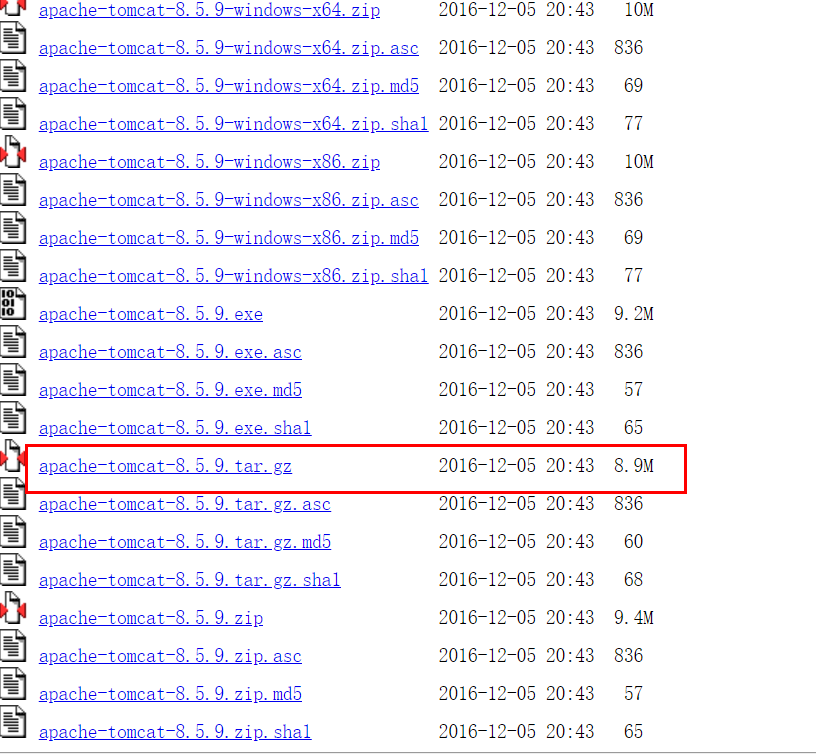 apache-tomcat-8.5.9-windows-x64.zip 2016-12-05 20:43 10M
apache-tomcat-8.5.9-windows-x64.zip.asc 2016-12-05 20:43 836
apache-tomcat-8.5.9-windows-x64.zip.md5 2016-12-05 20:43 69
apache-tomcat-8.5.9-windows-x64.zip.sha1 2016-12-05 20:43 77
apache-tomcat-8.5.9-windows-x86.zip 2016-12-05 20:43 10M
apache-tomcat-8.5.9-windows-x86.zip.asc 2016-12-05 20:43 836
apache-tomcat-8.5.9-windows-x86.zip.md5 2016-12-05 20:43 69
apache-tomcat-8.5.9-windows-x86.zip.sha1 2016-12-05 20:43 77
apache-tomcat-8.5.9.exe 2016-12-05 20:43 9.2M
apache-tomcat-8.5.9.exe.asc 2016-12-05 20:43 836
apache-tomcat-8.5.9.exe.md5 2016-12-05 20:43 57
apache-tomcat-8.5.9.exe.sha1 2016-12-05 20:43 65
apache-tomcat-8.5.9.tar.gz 2016-12-05 20:43 8.9M
apache-tomcat-8.5.9.tar.gz.asc 2016-12-05 20:43 836
apache-tomcat-8.5.9.tar.gz.md5 2016-12-05 20:43 60
apache-tomcat-8.5.9.tar.gz.sha1 2016-12-05 20:43 68
apache-tomcat-8.5.9.zip 2016-12-05 20:43 9.4M
apache-tomcat-8.5.9.zip.asc 2016-12-05 20:43 836
apache-tomcat-8.5.9.zip.md5 2016-12-05 20:43 57
apache-tomcat-8.5.9.zip.sha1 2016-12-05 20:43 65